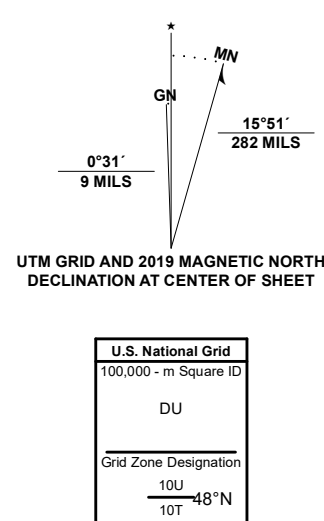 ★
MN
GN
15°51´
282 MILS
0°31´
9 MILS
UTM GRID AND 2019 MAGNETIC NORTH
DECLINATION AT CENTER OF SHEET
U.S. National Grid
100,000 - m Square ID
DU
Grid Zone Designation
10U
48°N
10T